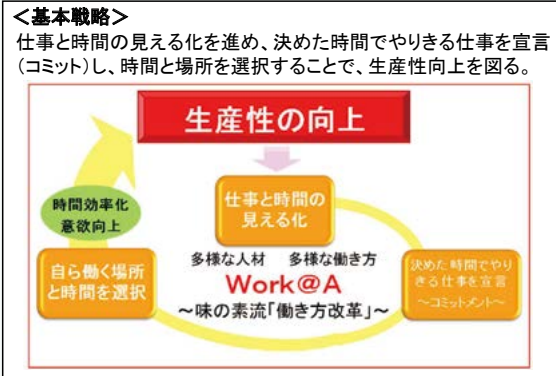 ＜基本戦略＞
仕事と時間の見える化を進め、決めた時間でやりきる仕事を宣言
（コミット）し、時間と場所を選択することで、生産性向上を図る。
生産性の向上
仕事と時間の
見える化
時間効率化
意欲向上
多様な人材　多様な働き方
自ら働く場所
と時間を選択
Work@A
～味の素流「働き方改革」～
決めた時間でやり
きる仕事を宣言
～コミットメント～